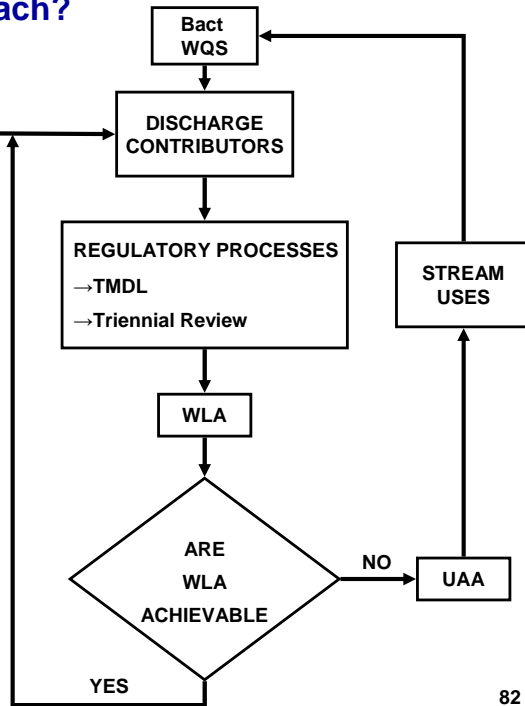 ach?
Bact
WQS
DISCHARGE
CONTRIBUTORS
REGULATORY PROCESSES
→TMDL
→Triennial Review
STREAM
USES
WLA
ARE
WLA
ACHIEVABLE
NO
UAA
YES
82